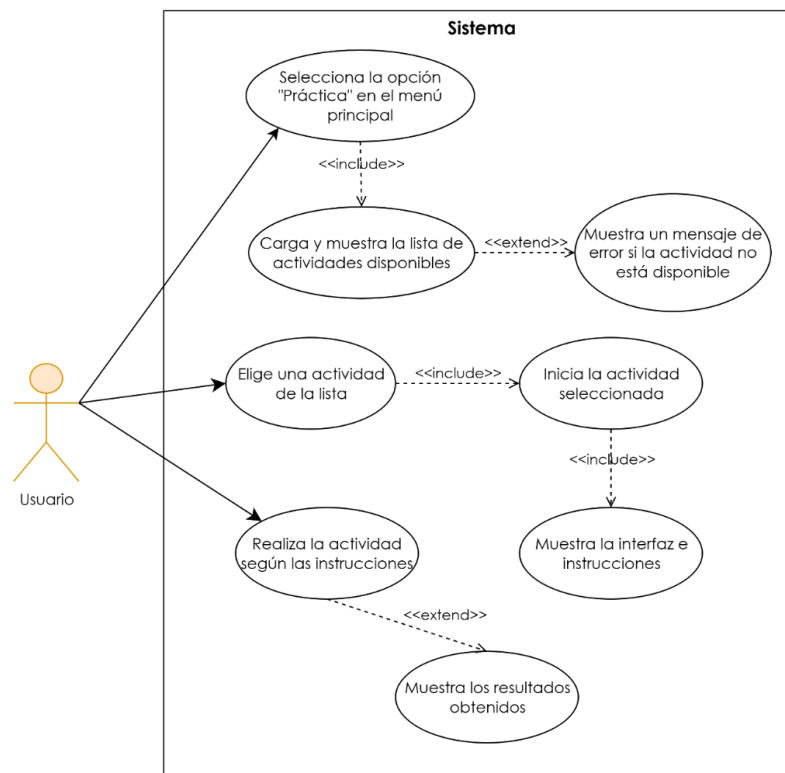 Sistema
Selecciona la opción
"Práctica" en el menú
principal
<<include>>
Carga y muestra la lista de
actividades disponibles
<<extend>>
Muestra un mensaje de
error si la actividad no
está disponible
Elige una actividad
de la lista
<<include>>
Inicia la actividad
seleccionada
<<include>>
Usuario
Realiza la actividad
según las instrucciones
Muestra la interfaz e
instrucciones
<<extend>>
Muestra los resultados
obtenidos